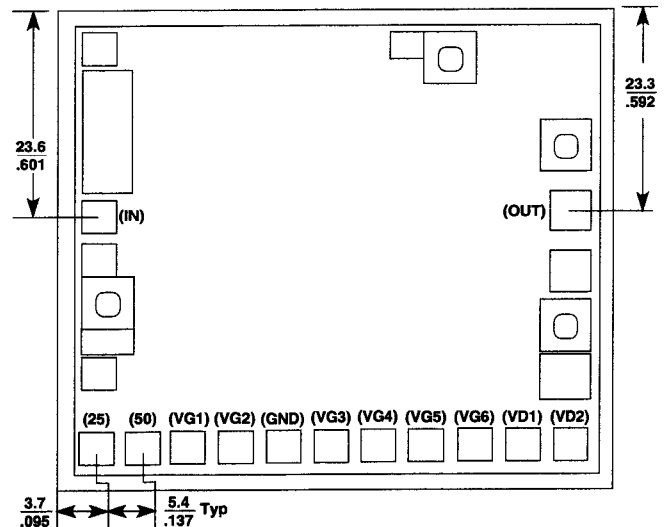 23.3
.592
23.6
.601
(IN)
(OUT)
(25) (50) (VG1) (VG2) (GND) (VG3) (VG4) (VG5) (VG6) (VD1) (VD2)
3.7
.095
5.4 Typ
.137